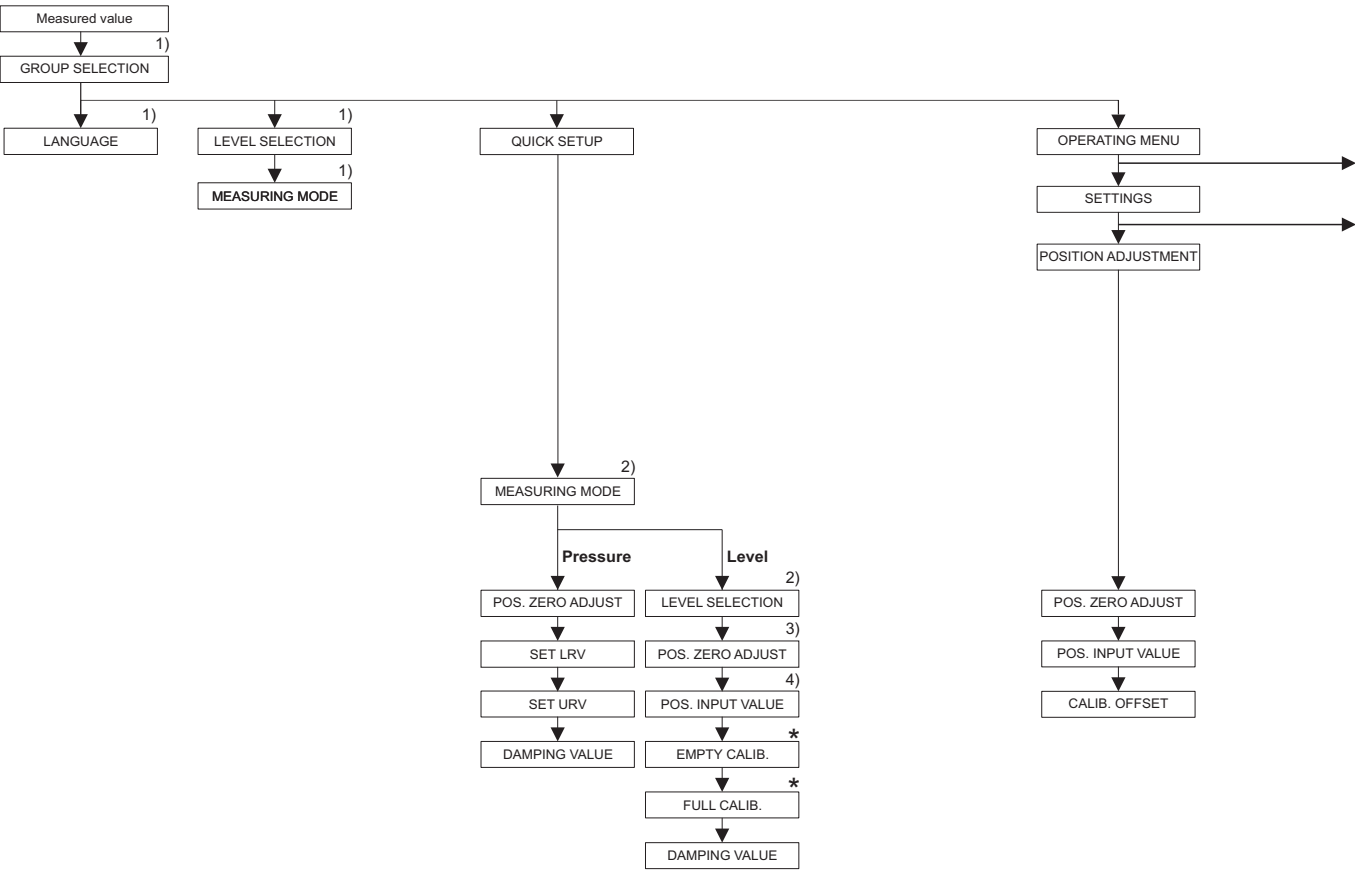 Measured value
1)
GROUP SELECTION
1)
LANGUAGE
1)
LEVEL SELECTION
1)
MEASURING MODE
QUICK SETUP
OPERATING MENU
SETTINGS
POSITION ADJUSTMENT
2)
MEASURING MODE
Pressure
Level
POS. ZERO ADJUST
SET LRV
SET URV
DAMPING VALUE
2)
LEVEL SELECTION
3)
POS. ZERO ADJUST
4)
POS. INPUT VALUE
*
EMPTY CALIB.
*
FULL CALIB.
DAMPING VALUE
POS. ZERO ADJUST
POS. INPUT VALUE
CALIB. OFFSET